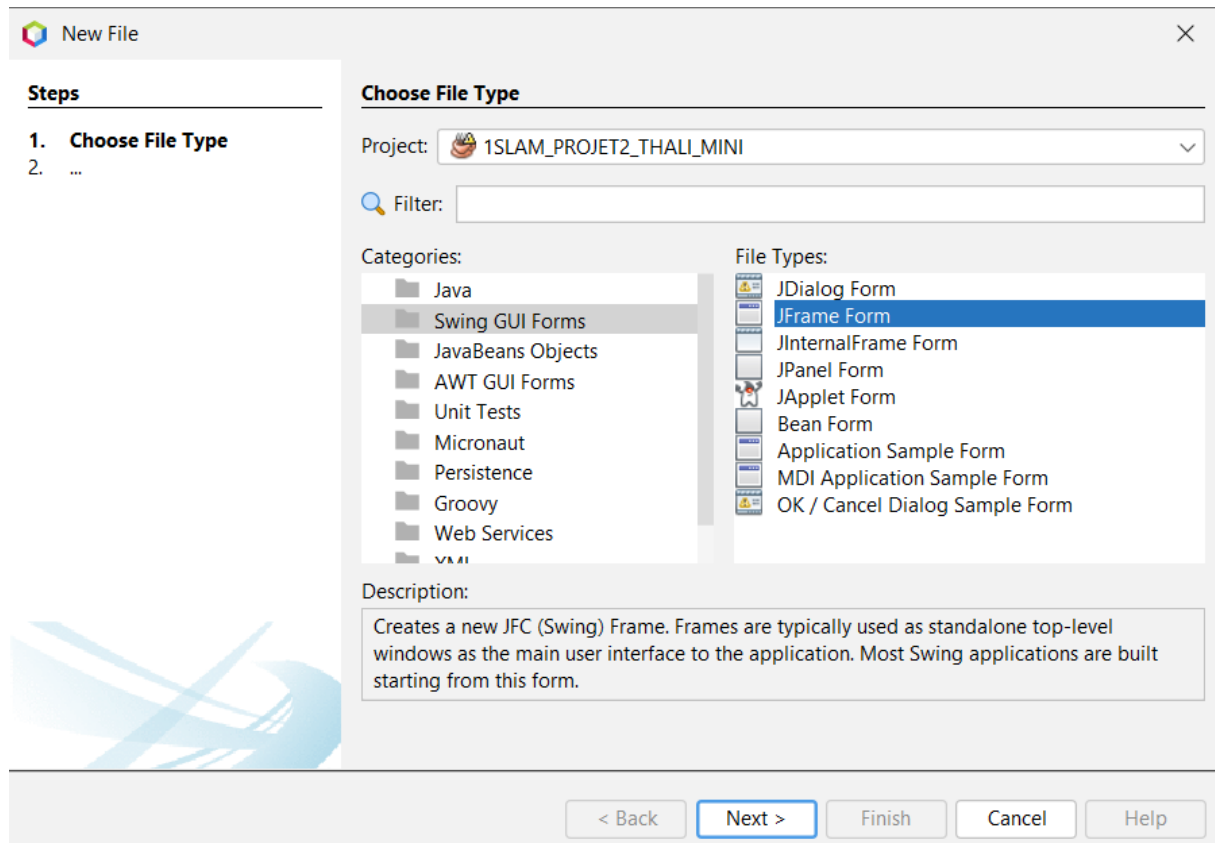 New File
Steps
1. Choose File Type
2. ...
Choose File Type
Project: 1SLAM_PROJET2_THALI_MINI
Filter:
Categories:
Java
Swing GUI Forms
JavaBeans Objects
AWT GUI Forms
Unit Tests
Micronaut
Persistence
Groovy
Web Services
XML
File Types:
JDialog Form
JFrame Form
JInternalFrame Form
JPanel Form
JApplet Form
Bean Form
Application Sample Form
MDI Application Sample Form
OK / Cancel Dialog Sample Form
Description:
Creates a new JFC (Swing) Frame. Frames are typically used as standalone top-level
windows as the main user interface to the application. Most Swing applications are built
starting from this form.
< Back
Next >
Finish
Cancel
Help